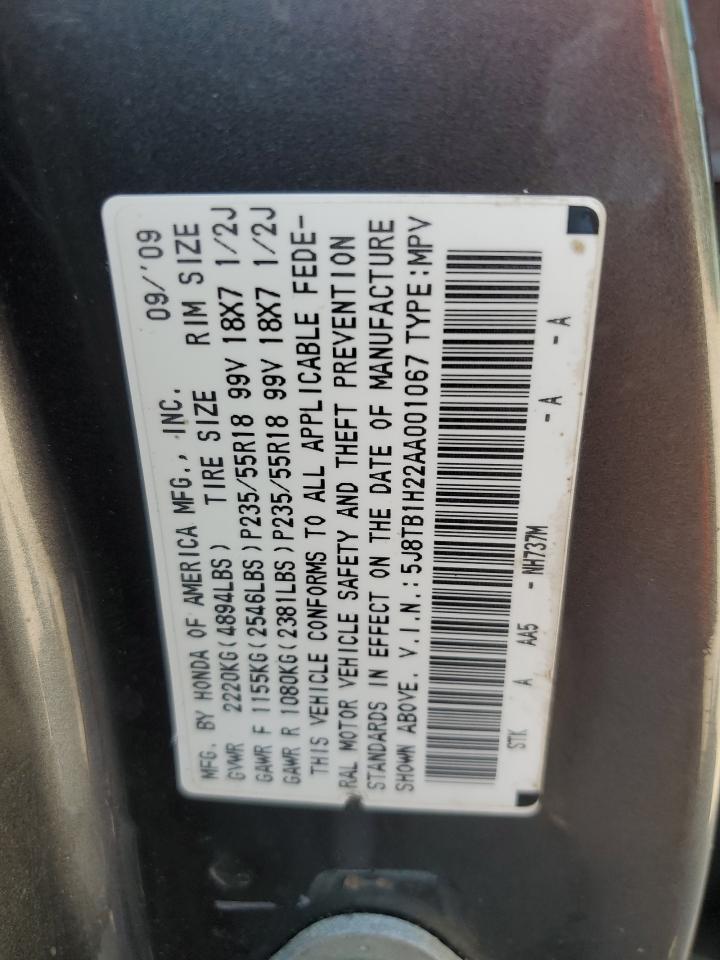 MFG. BY HONDA OF AMERICA MFG., INC. 09/'09
GVWR 2220KG(4894LBS) TIRE SIZE RIM SIZE
GAWR F 1155KG(2546LBS)P235/55R18 99V 18X7 1/2J
GAWR R 1080KG(2381LBS)P235/55R18 99V 18X7 1/2J
THIS VEHICLE CONFORMS TO ALL APPLICABLE FEDE-
RAL MOTOR VEHICLE SAFETY AND THEFT PREVENTION
STANDARDS IN EFFECT ON THE DATE OF MANUFACTURE
SHOWN ABOVE. V.I.N.:5J8TB1H22AA001067 TYPE:MPV
STK A - A - A
AA5 - NH737M